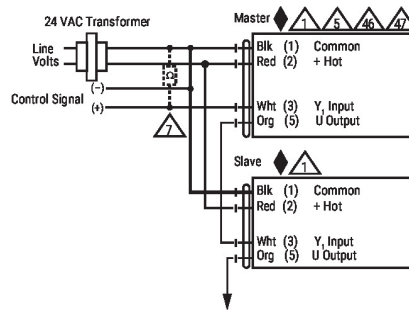 24 VAC Transformer
Master 1 5 46 47
Line
Volts
Blk (1) Common
Red (2) + Hot
Ω
(−)
Control Signal
(+)
Wht (3) Y₁ Input
Org (5) U Output
7
Slave 1
Blk (1) Common
Red (2) + Hot
Wht (3) Y₁ Input
Org (5) U Output